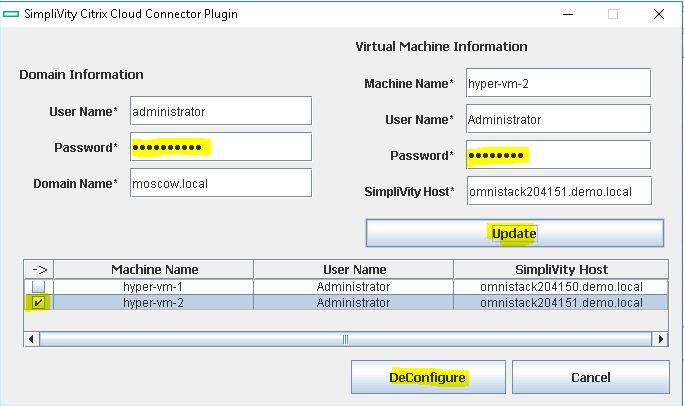 SimpliVity Citrix Cloud Connector Plugin
Domain Information
User Name* administrator
Password* ●●●●●●●●●●
Domain Name* moscow.local
Virtual Machine Information
Machine Name* hyper-vm-2
User Name* Administrator
Password* ●●●●●●●●
SimpliVity Host* omnistack204151.demo.local
Update
-> Machine Name User Name SimpliVity Host
hyper-vm-1 Administrator omnistack204150.demo.local
hyper-vm-2 Administrator omnistack204151.demo.local
DeConfigure Cancel